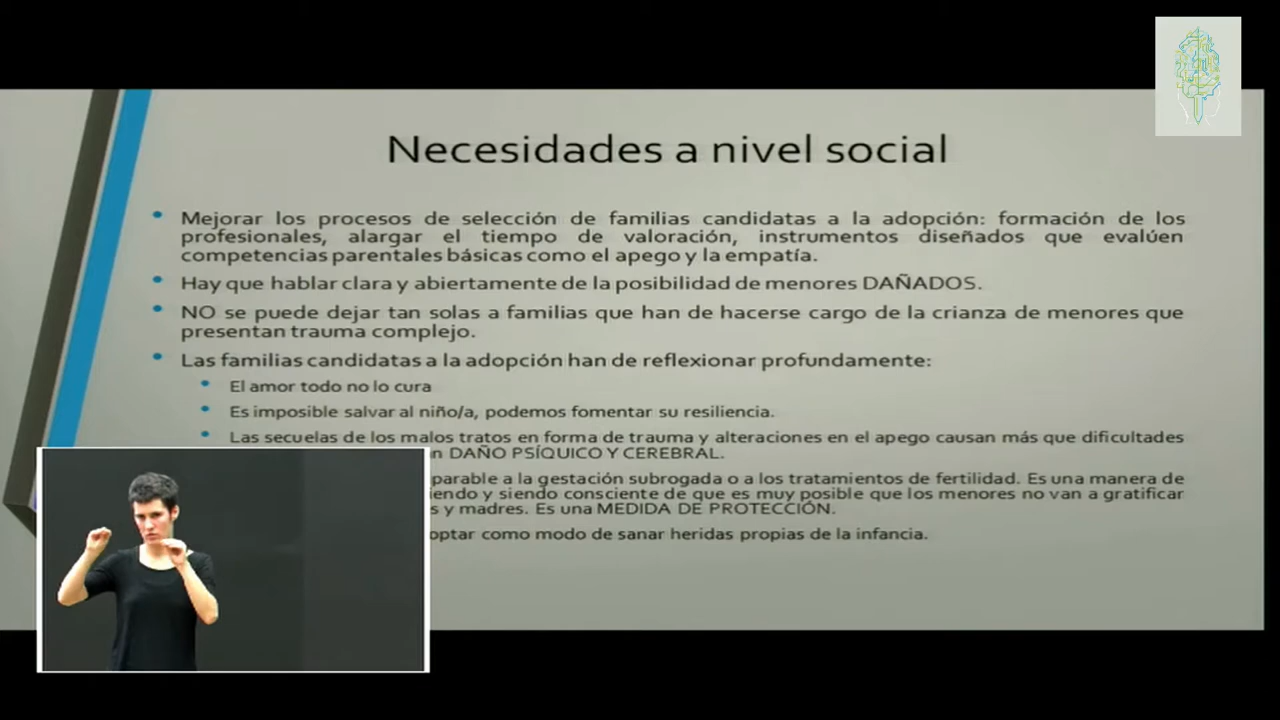 Necesidades a nivel social
Mejorar los procesos de selección de familias candidatas a la adopción: formación de los
profesionales, alargar el tiempo de valoración, instrumentos diseñados que evalúen
competencias parentales básicas como el apego y la empatía.
Hay que hablar clara y abiertamente de la posibilidad de menores DAÑADOS.
NO se puede dejar tan solas a familias que han de hacerse cargo de la crianza de menores que
presentan trauma complejo.
Las familias candidatas a la adopción han de reflexionar profundamente:
El amor todo no lo cura
Es imposible salvar al niño/a, podemos fomentar su resiliencia.
Las secuelas de los malos tratos en forma de trauma y alteraciones en el apego causan más que dificultades
DAÑO PSÍQUICO Y CEREBRAL.
a la gestación subrogada o a los tratamientos de fertilidad. Es una manera de
y siendo consciente de que es muy posible que los menores no van a gratificar
y madres. Es una MEDIDA DE PROTECCIÓN.
como modo de sanar heridas propias de la infancia.